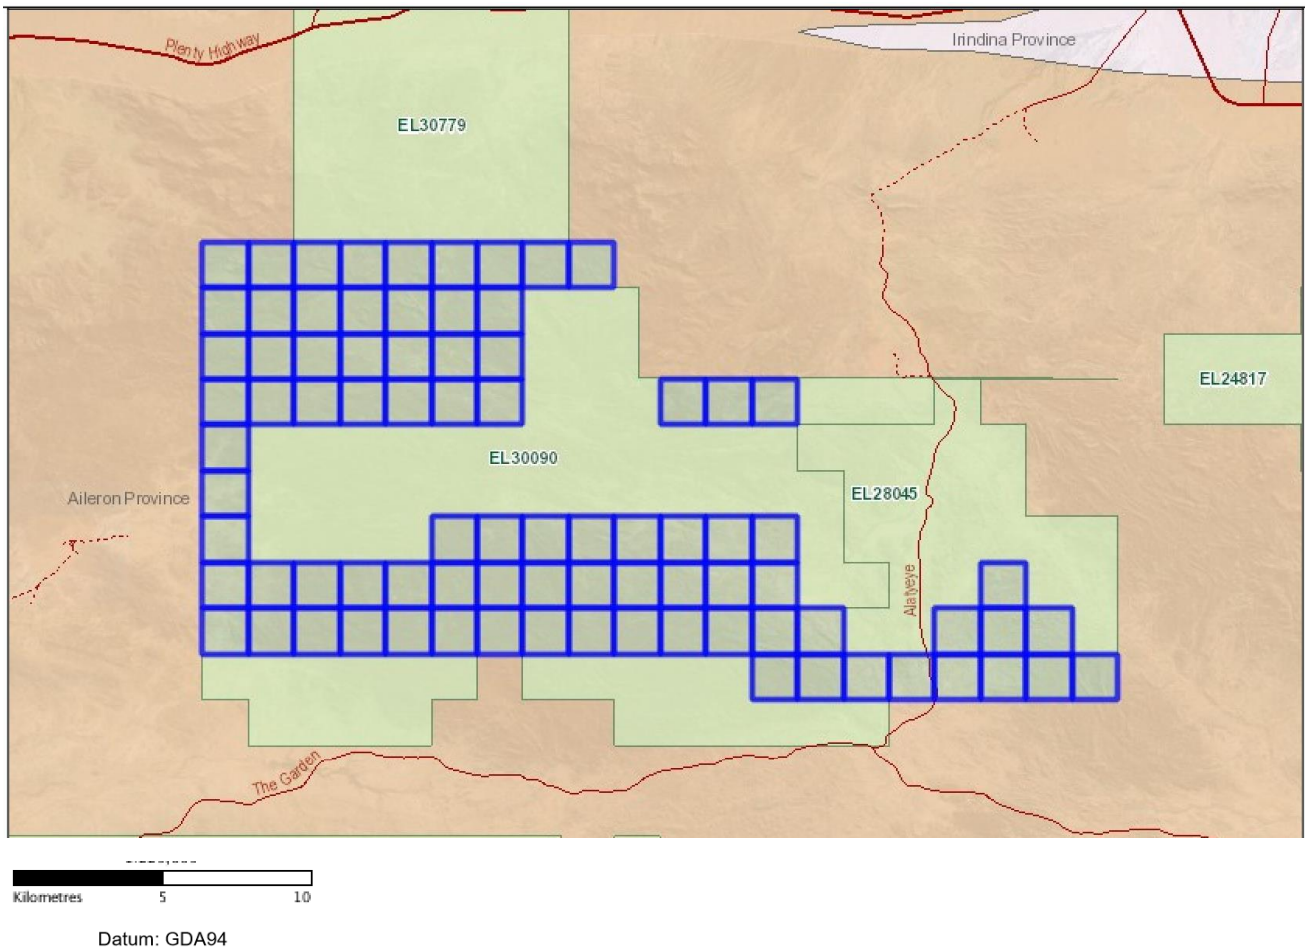 Plenty Highway
Irindina Province
EL30779
EL24817
EL30090
EL28045
Aileron Province
Alatyeye
The Garden
Kilometres 5 10
Datum: GDA94